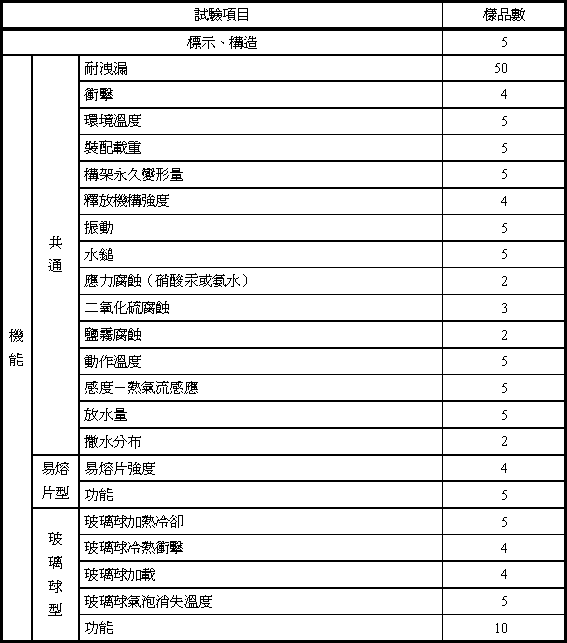 試驗項目 樣品數
標示、構造 5
機能
共通
耐洩漏 50
衝擊 4
環境溫度 5
裝配載重 5
構架永久變形量 5
釋放機構強度 4
振動 5
水鎚 5
應力腐蝕（硝酸汞或氨水） 2
二氧化硫腐蝕 3
鹽霧腐蝕 2
動作溫度 5
感度－熱氣流感應 5
放水量 5
撒水分布 2
易熔片型
易熔片強度 4
功能 5
玻璃球型
玻璃球加熱冷卻 5
玻璃球冷熱衝擊 4
玻璃球加載 4
玻璃球氣泡消失溫度 5
功能 10